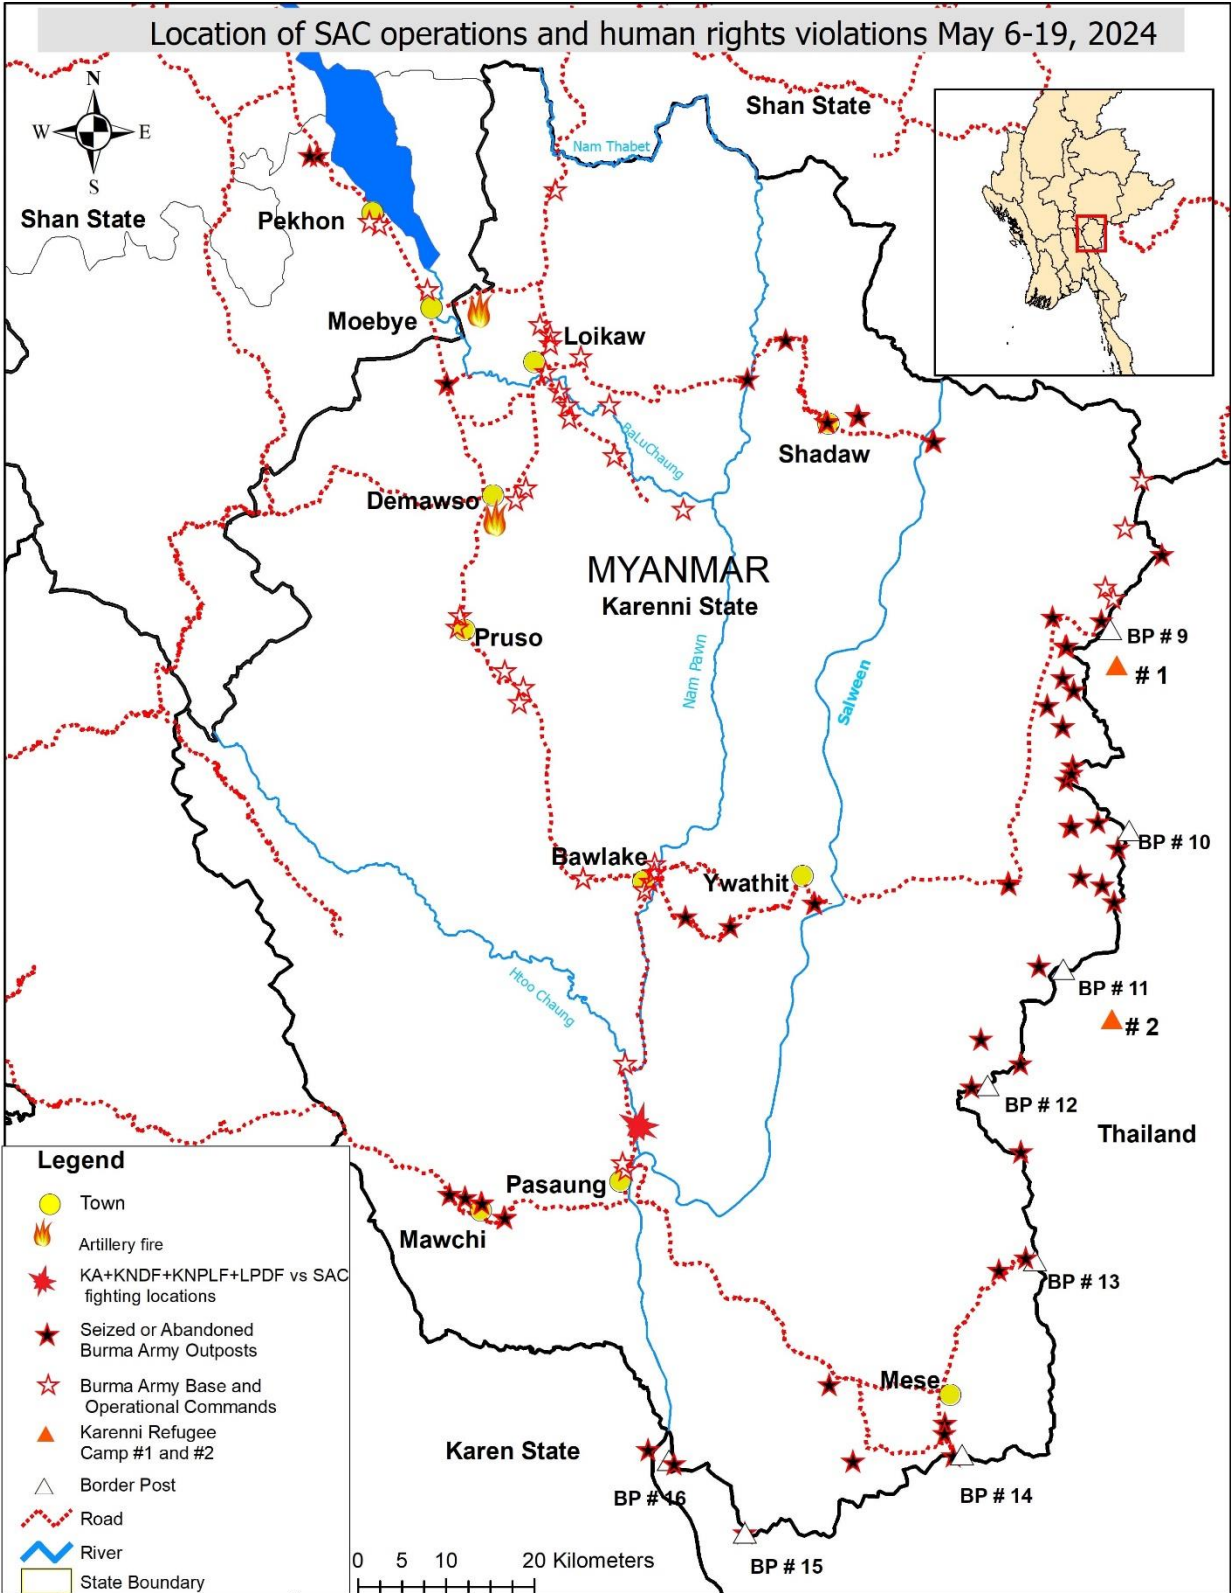 Location of SAC operations and human rights violations May 6-19, 2024
N
W
E
S
Shan State
Nam Thabet
Shan State
Pekhon
Moebye
Loikaw
BaLuChaung
Shadaw
Demawso
MYANMAR
Karenni State
Pruso
Nam Pawn
Salween
BP # 9
# 1
BP # 10
Bawlake
Ywathit
BP # 11
# 2
Htoo Chaung
BP # 12
Thailand
Pasaung
Mawchi
BP # 13
Mese
Karen State
BP # 16
BP # 14
BP # 15
Legend
Town
Artillery fire
KA+KNDF+KNPLF+LPDF vs SAC
fighting locations
Seized or Abandoned
Burma Army Outposts
Burma Army Base and
Operational Commands
Karenni Refugee
Camp #1 and #2
Border Post
Road
River
State Boundary
0 5 10 20 Kilometers